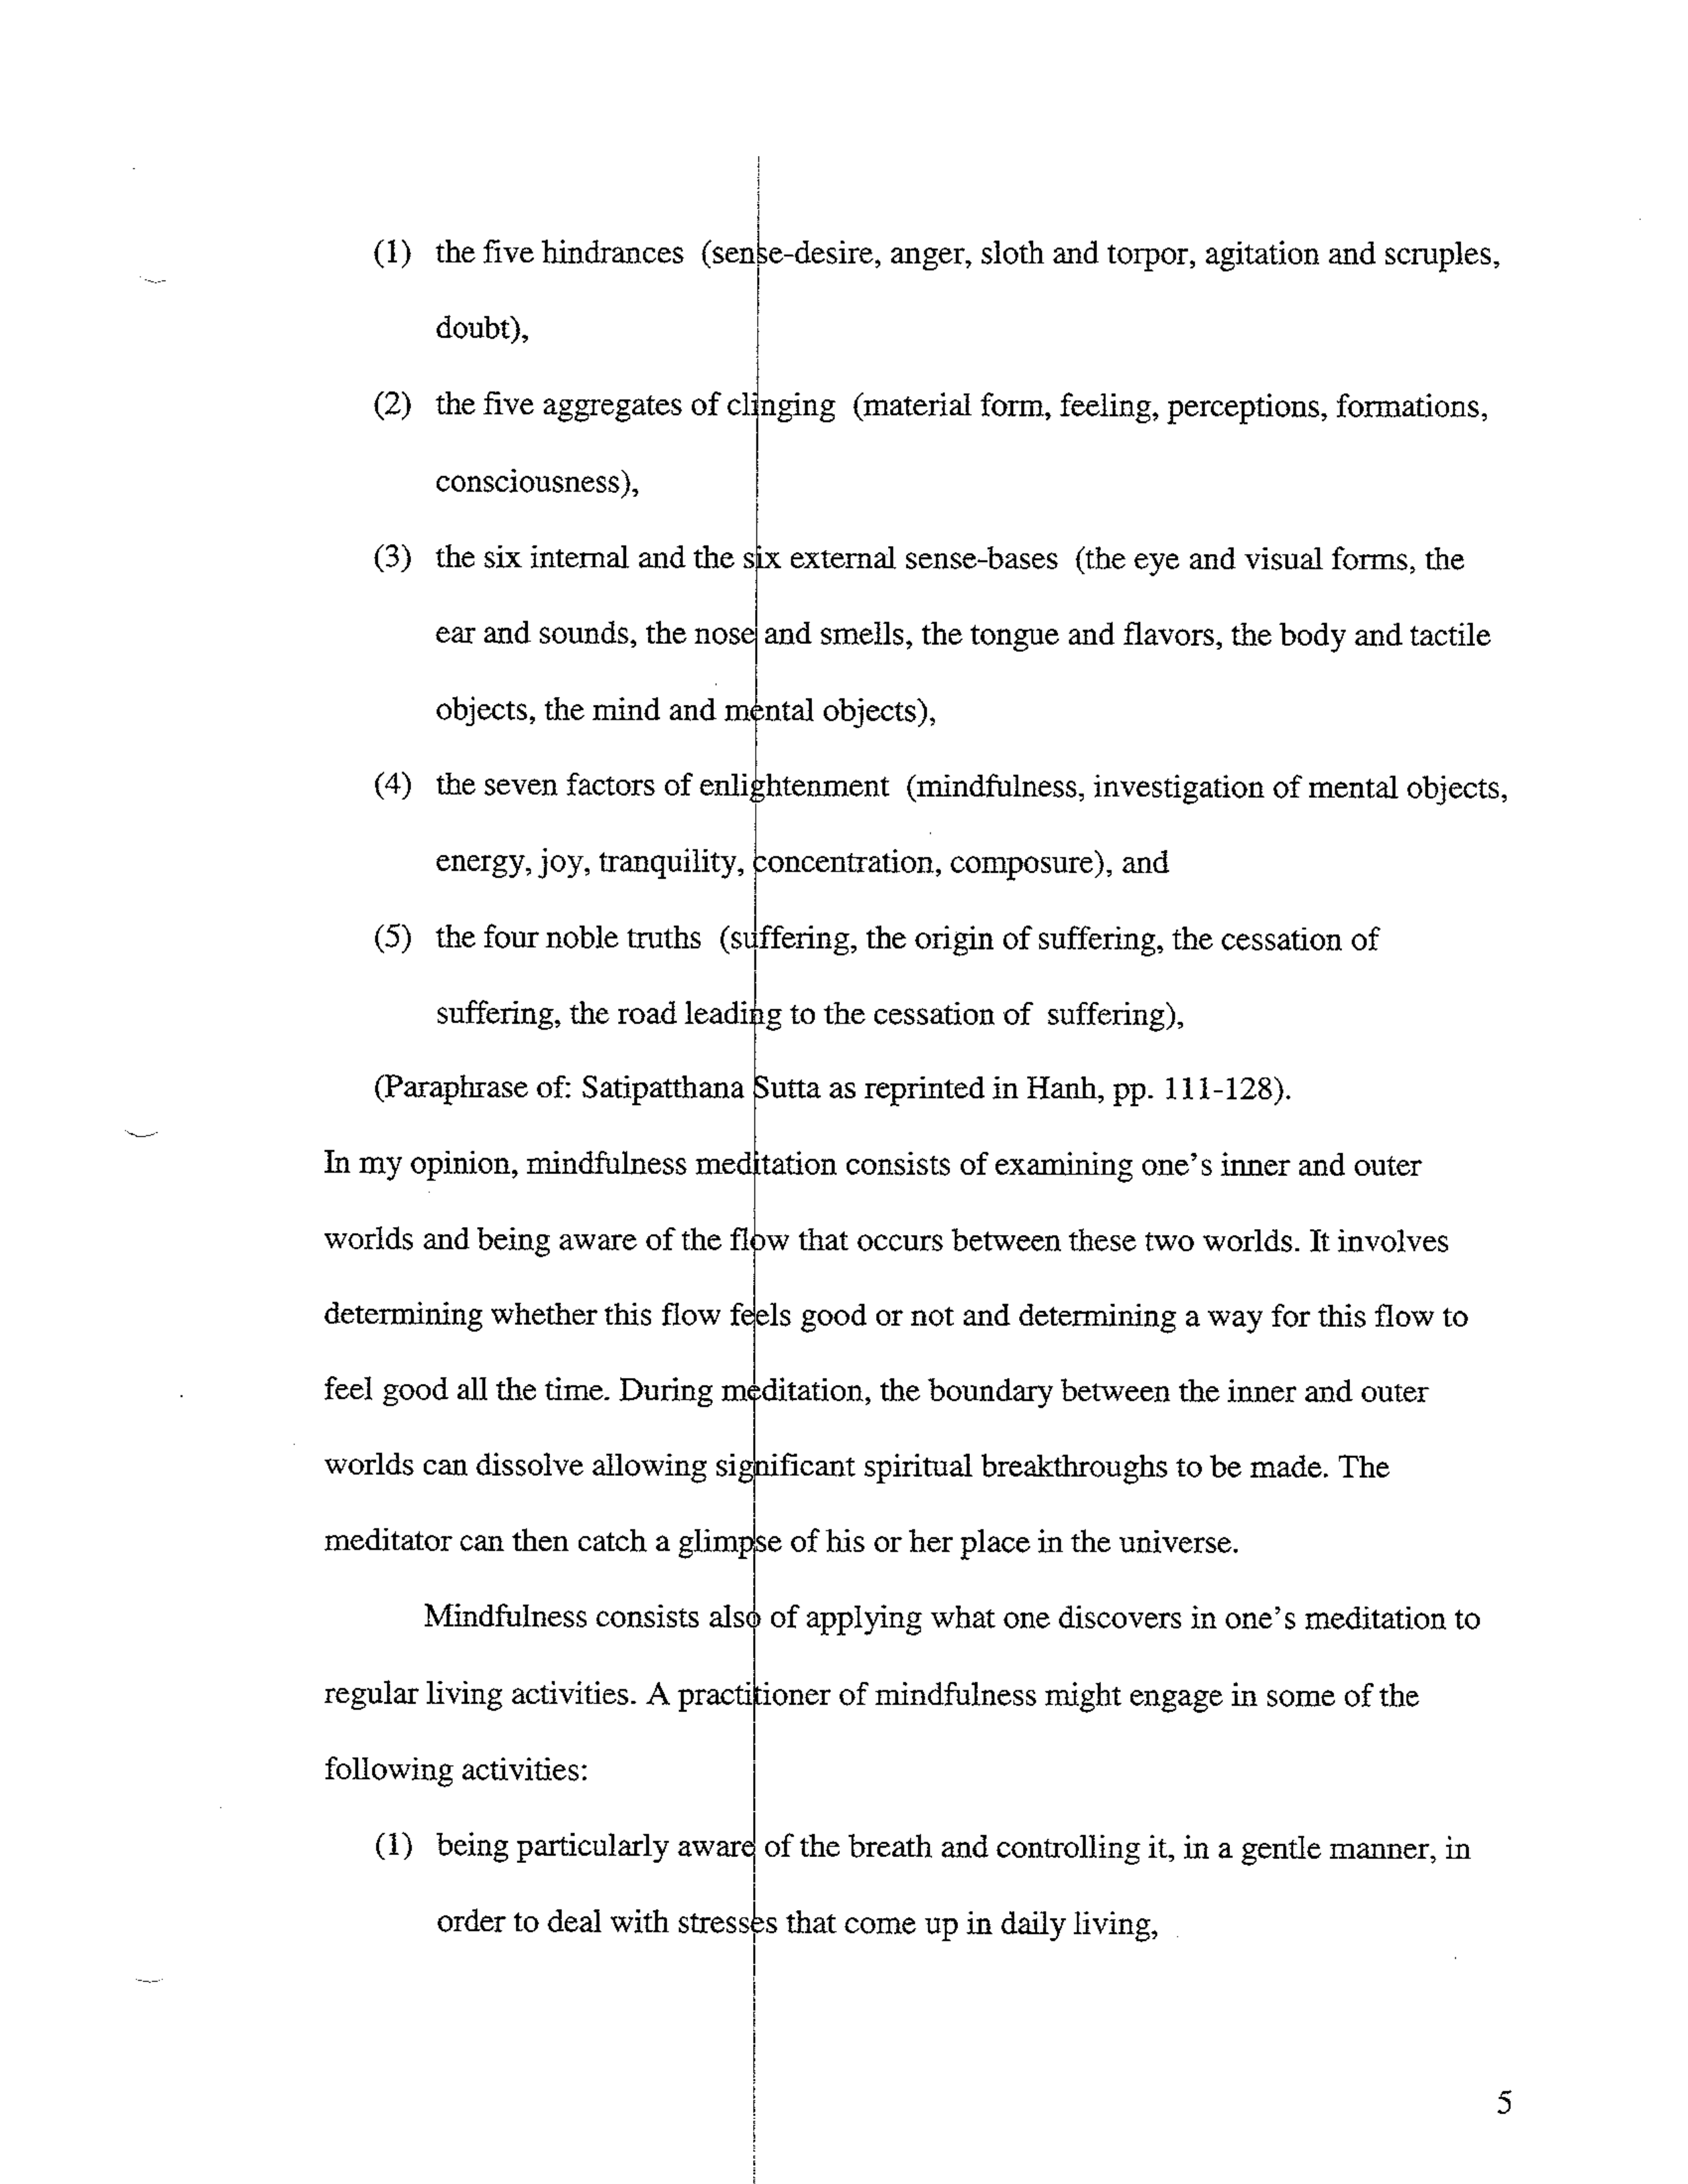 (1) the five hindrances (sense-desire, anger, sloth and torpor, agitation and scruples,
doubt),
(2) the five aggregates of clinging (material form, feeling, perceptions, formations,
consciousness),
(3) the six internal and the six external sense-bases (the eye and visual forms, the
ear and sounds, the nose and smells, the tongue and flavors, the body and tactile
objects, the mind and mental objects),
(4) the seven factors of enlightenment (mindfulness, investigation of mental objects,
energy, joy, tranquility, concentration, composure), and
(5) the four noble truths (suffering, the origin of suffering, the cessation of
suffering, the road leading to the cessation of suffering),
(Paraphrase of: Satipatthana Sutta as reprinted in Hanh, pp. 111-128).
In my opinion, mindfulness meditation consists of examining one's inner and outer
worlds and being aware of the flow that occurs between these two worlds. It involves
determining whether this flow feels good or not and determining a way for this flow to
feel good all the time. During meditation, the boundary between the inner and outer
worlds can dissolve allowing significant spiritual breakthroughs to be made. The
meditator can then catch a glimpse of his or her place in the universe.
Mindfulness consists also of applying what one discovers in one's meditation to
regular living activities. A practitioner of mindfulness might engage in some of the
following activities:
(1) being particularly aware of the breath and controlling it, in a gentle manner, in
order to deal with stresses that come up in daily living,
5